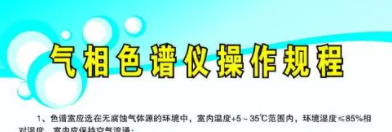 气相色谱仪操作规程
1、色谱室应选在无腐蚀气体源的环境中，室内温度+5~35℃范围内，环境湿度≤85%相
对湿度，室内应保持空气流通；